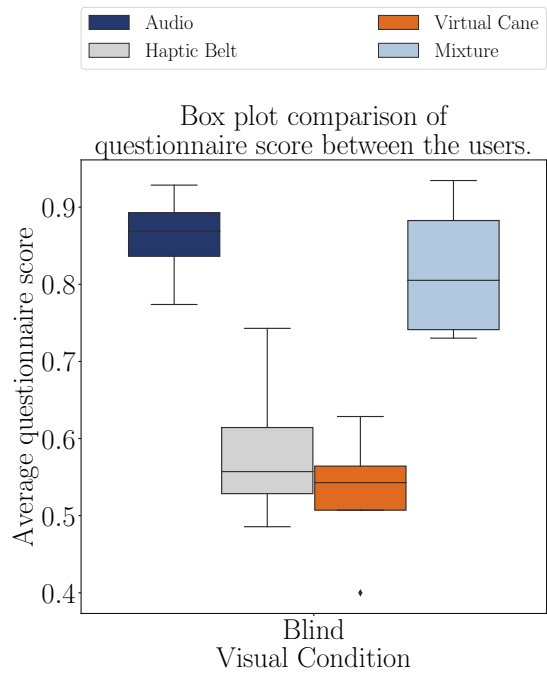 Audio
Haptic Belt
Virtual Cane
Mixture
Box plot comparison of
questionnaire score between the users.
Average questionnaire score
0.9
0.8
0.7
0.6
0.5
0.4
Blind
Visual Condition